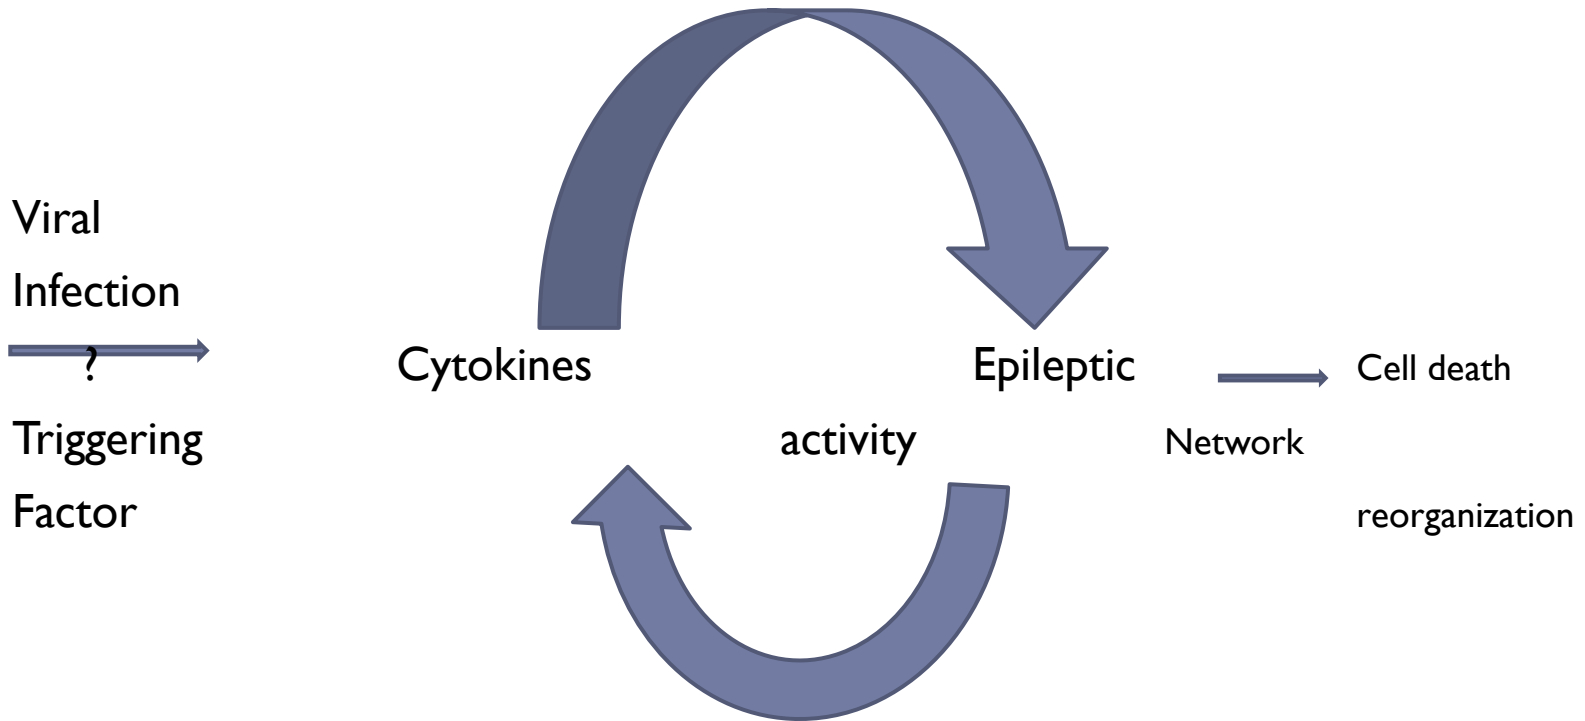 Viral
Infection
?
Cytokines Epileptic Cell death
Triggering activity Network
Factor reorganization